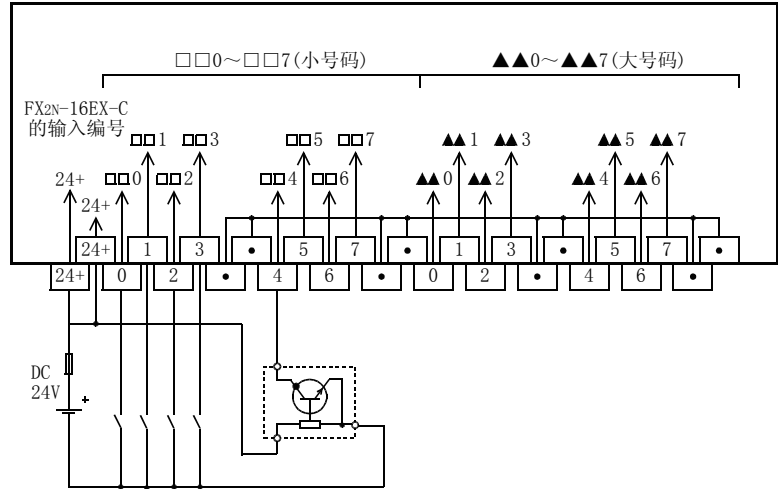 □□0～□□7(小号码) ▲▲0～▲▲7(大号码)
FX2N-16EX-C
的输入编号
□□1 □□3 □□5 □□7 ▲▲1 ▲▲3 ▲▲5 ▲▲7
24+ □□0 □□2 □□4 □□6 ▲▲0 ▲▲2 ▲▲4 ▲▲6
24+
24+ 1 3 • 5 7 • 1 3 • 5 7 •
24+ 0 2 • 4 6 • 0 2 • 4 6 •
DC
24V
+